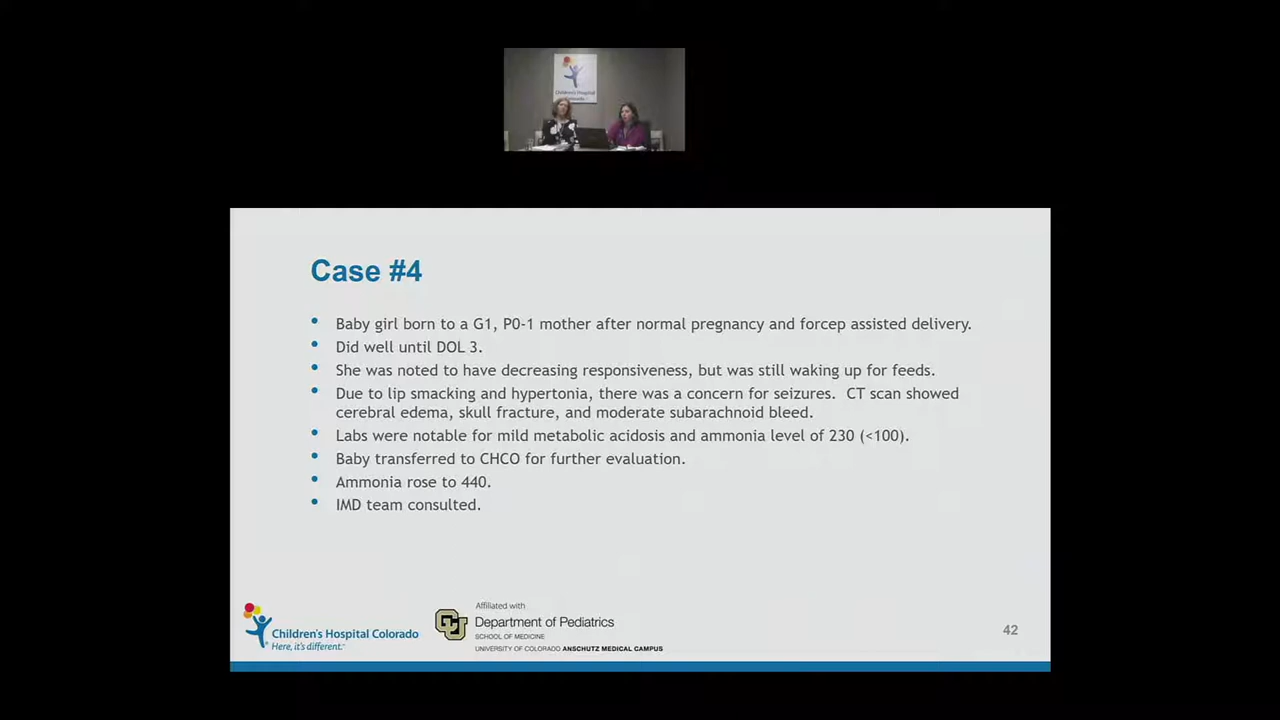 Children's Hospital
Case #4
• Baby girl born to a G1, P0-1 mother after normal pregnancy and forcep assisted delivery.
• Did well until DOL 3.
• She was noted to have decreasing responsiveness, but was still waking up for feeds.
• Due to lip smacking and hypertonia, there was a concern for seizures. CT scan showed
cerebral edema, skull fracture, and moderate subarachnoid bleed.
• Labs were notable for mild metabolic acidosis and ammonia level of 230 (<100).
• Baby transferred to CHCO for further evaluation.
• Ammonia rose to 440.
• IMD team consulted.
Children's Hospital Colorado
Here, it's different.™
CU
Affiliated with
Department of Pediatrics
SCHOOL OF MEDICINE
UNIVERSITY OF COLORADO ANSCHUTZ MEDICAL CAMPUS
42